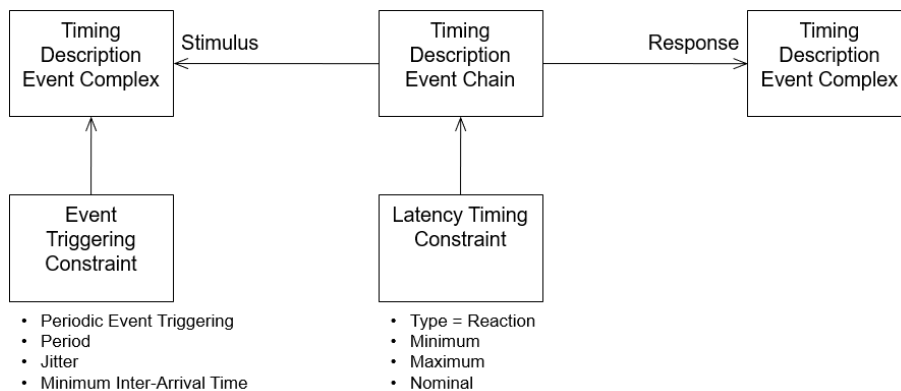 Timing
Description
Event Complex
Stimulus
Timing
Description
Event Chain
Response
Timing
Description
Event Complex
Event
Triggering
Constraint
Latency Timing
Constraint
• Periodic Event Triggering
• Period
• Jitter
• Minimum Inter-Arrival Time
• Type = Reaction
• Minimum
• Maximum
• Nominal